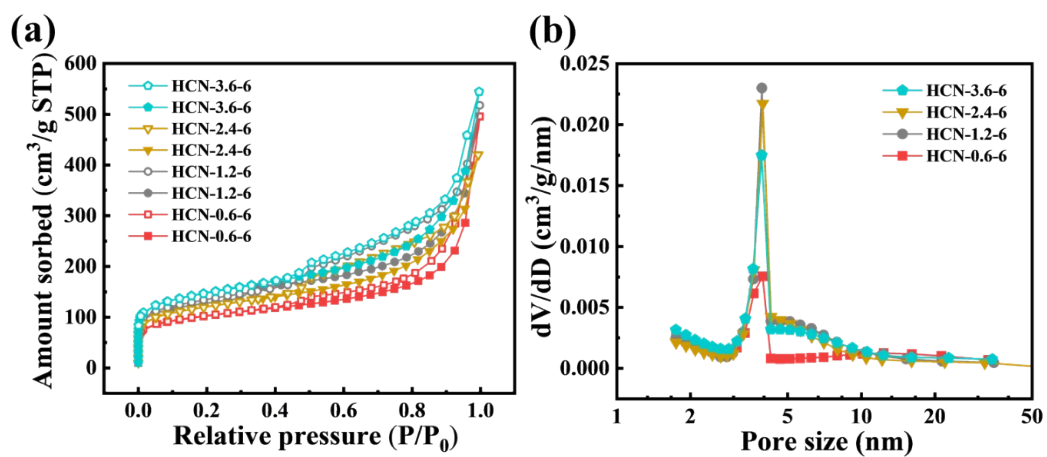 (a)
Amount sorbed (cm³/g STP)
600
500
400
300
200
100
0
HCN-3.6-6
HCN-3.6-6
HCN-2.4-6
HCN-2.4-6
HCN-1.2-6
HCN-1.2-6
HCN-0.6-6
HCN-0.6-6
0.0 0.2 0.4 0.6 0.8 1.0
Relative pressure (P/P₀)
(b)
dV/dD (cm³/g/nm)
0.025
0.020
0.015
0.010
0.005
0.000
HCN-3.6-6
HCN-2.4-6
HCN-1.2-6
HCN-0.6-6
1 5 10 20 50
Pore size (nm)